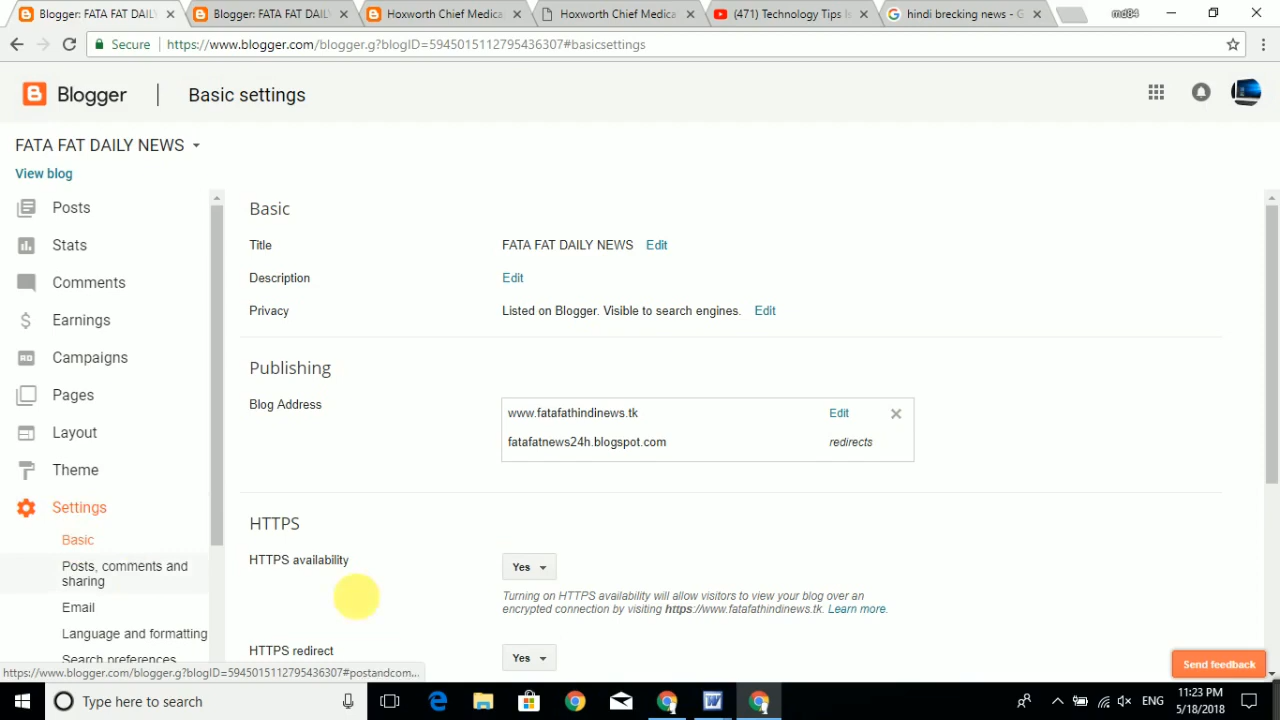 Blogger: FATA FAT DAILY
Blogger: FATA FAT DAIL
Hoxworth Chief Medica
Hoxworth Chief Medica
(471) Technology Tips
hindi brecking news - G
md84
Secure
https://www.blogger.com/blogger.g?blogID=5945015112795436307#basicsettings
Blogger
Basic settings
FATA FAT DAILY NEWS
View blog
Posts
Stats
Comments
Earnings
Campaigns
Pages
Layout
Theme
Settings
Basic
Posts, comments and
sharing
Email
Language and formatting
Search preferences
Basic
Title FATA FAT DAILY NEWS Edit
Description Edit
Privacy Listed on Blogger. Visible to search engines. Edit
Publishing
Blog Address www.fatafathindinews.tk Edit
fatafatnews24h.blogspot.com redirects
HTTPS
HTTPS availability Yes
Turning on HTTPS availability will allow visitors to view your blog over an
encrypted connection by visiting https://www.fatafathindinews.tk. Learn more.
HTTPS redirect Yes
Send feedback
https://www.blogger.com/blogger.g?blogID=5945015112795436307#postandcom...
Type here to search
ENG
11:23 PM
5/18/2018